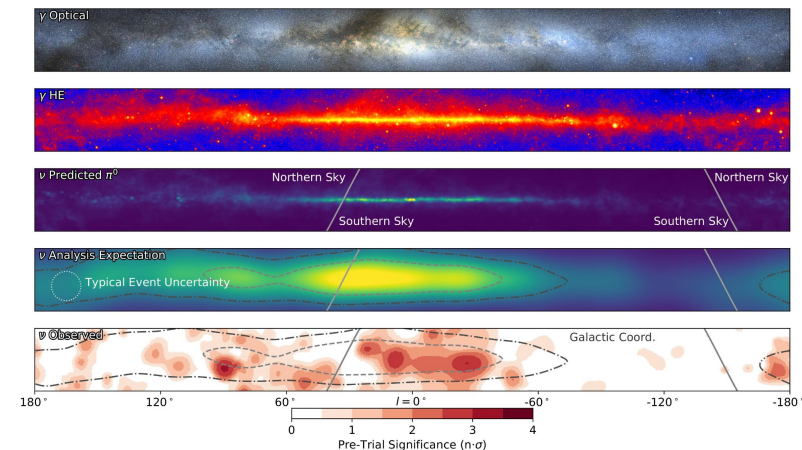 γ Optical
γ HE
ν Predicted π⁰
Northern Sky
Northern Sky
Southern Sky
Southern Sky
ν Analysis Expectation
Typical Event Uncertainty
ν Observed
Galactic Coord.
180° 120° 60° l = 0° -60° -120° -180°
0 1 2 3 4
Pre-Trial Significance (n·σ)